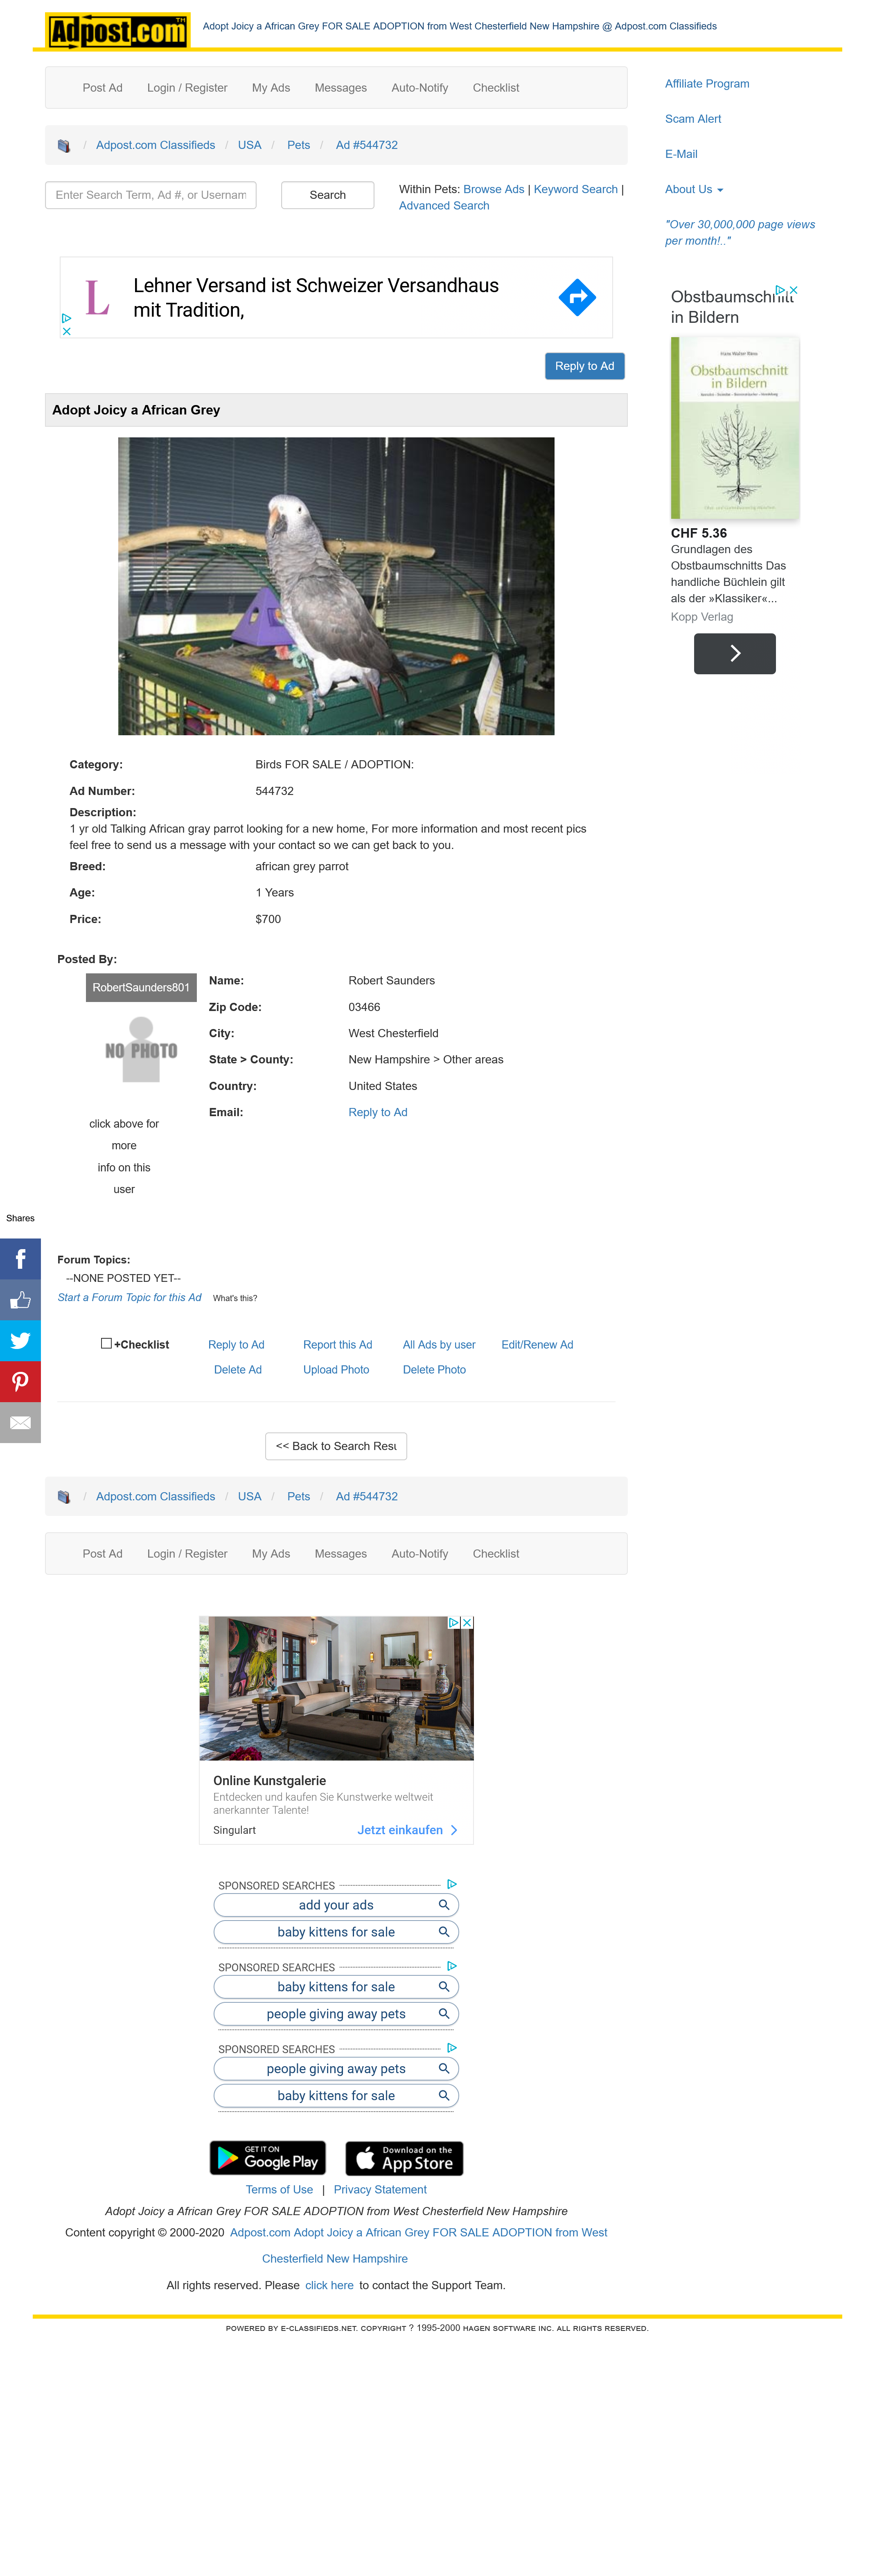 Adpost.com™
Adopt Joicy a African Grey FOR SALE ADOPTION from West Chesterfield New Hampshire @ Adpost.com Classifieds
Post Ad Login / Register My Ads Messages Auto-Notify Checklist
/ Adpost.com Classifieds / USA / Pets / Ad #544732
Enter Search Term, Ad #, or Usernam
Search
Within Pets: Browse Ads | Keyword Search |
Advanced Search
Affiliate Program
Scam Alert
E-Mail
About Us
"Over 30,000,000 page views
per month!.."
L
Lehner Versand ist Schweizer Versandhaus
mit Tradition,
Reply to Ad
Obstbaumschnitt
in Bildern
Hans Walter Riess
Obstbaumschnitt
in Bildern
CHF 5.36
Grundlagen des
Obstbaumschnitts Das
handliche Büchlein gilt
als der »Klassiker«...
Kopp Verlag
Adopt Joicy a African Grey
Category: Birds FOR SALE / ADOPTION:
Ad Number: 544732
Description:
1 yr old Talking African gray parrot looking for a new home, For more information and most recent pics
feel free to send us a message with your contact so we can get back to you.
Breed: african grey parrot
Age: 1 Years
Price: $700
Posted By:
RobertSaunders801
NO PHOTO
click above for
more
info on this
user
Name: Robert Saunders
Zip Code: 03466
City: West Chesterfield
State > County: New Hampshire > Other areas
Country: United States
Email: Reply to Ad
Shares
Forum Topics:
--NONE POSTED YET--
Start a Forum Topic for this Ad What's this?
+Checklist Reply to Ad Report this Ad All Ads by user Edit/Renew Ad
Delete Ad Upload Photo Delete Photo
<< Back to Search Resu
/ Adpost.com Classifieds / USA / Pets / Ad #544732
Post Ad Login / Register My Ads Messages Auto-Notify Checklist
Online Kunstgalerie
Entdecken und kaufen Sie Kunstwerke weltweit
anerkannter Talente!
Singulart Jetzt einkaufen
SPONSORED SEARCHES
add your ads
baby kittens for sale
SPONSORED SEARCHES
baby kittens for sale
people giving away pets
SPONSORED SEARCHES
people giving away pets
baby kittens for sale
GET IT ON
Google Play
Download on the
App Store
Terms of Use | Privacy Statement
Adopt Joicy a African Grey FOR SALE ADOPTION from West Chesterfield New Hampshire
Content copyright © 2000-2020 Adpost.com Adopt Joicy a African Grey FOR SALE ADOPTION from West
Chesterfield New Hampshire
All rights reserved. Please click here to contact the Support Team.
POWERED BY E-CLASSIFIEDS.NET. COPYRIGHT ? 1995-2000 HAGEN SOFTWARE INC. ALL RIGHTS RESERVED.